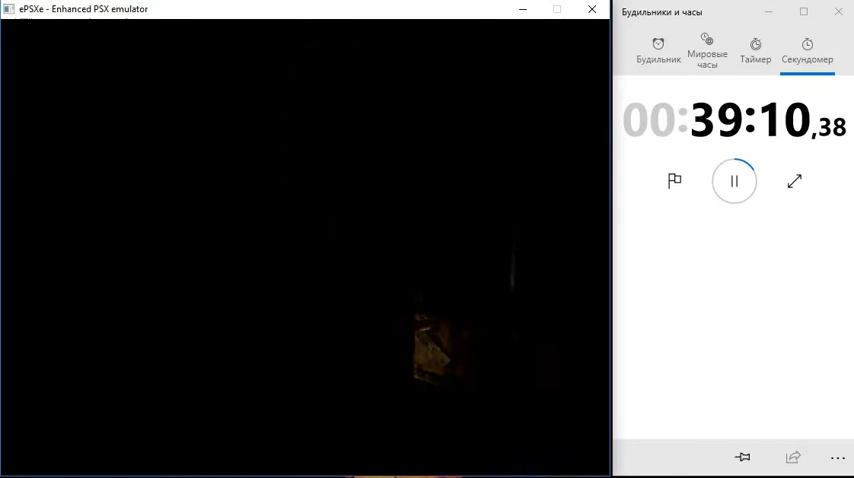 ePSXe - Enhanced PSX emulator
Будильники и часы
Будильник
Мировые
часы
Таймер
Секундомер
00:39:10,38